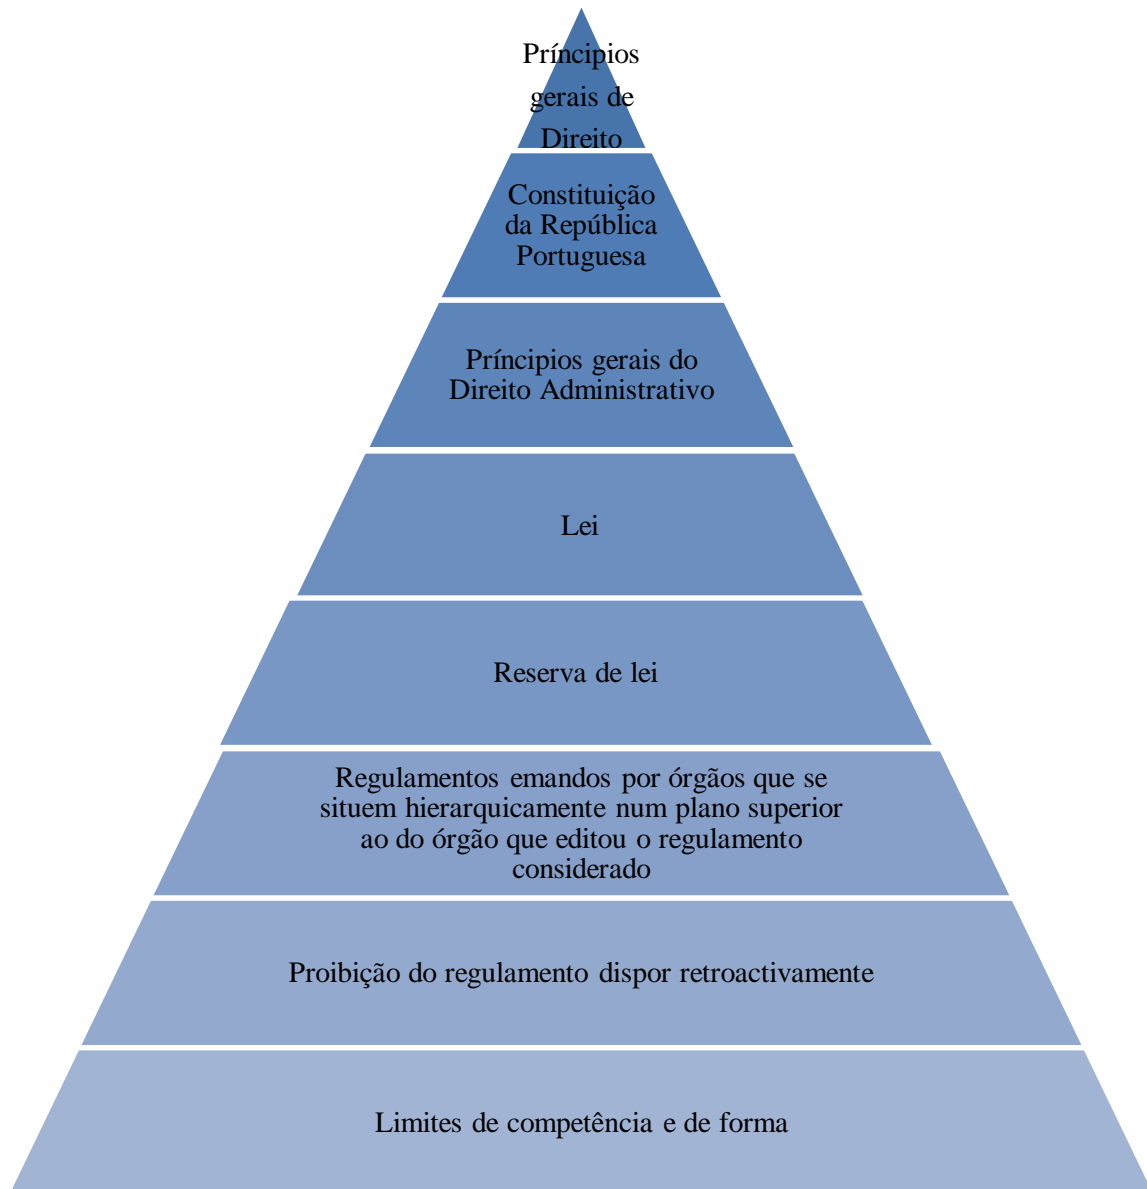 Príncipios
gerais de
Direito
Constituição
da República
Portuguesa
Príncipios gerais do
Direito Administrativo
Lei
Reserva de lei
Regulamentos emandos por órgãos que se
situem hierarquicamente num plano superior
ao do órgão que editou o regulamento
considerado
Proibição do regulamento dispor retroactivamente
Limites de competência e de forma